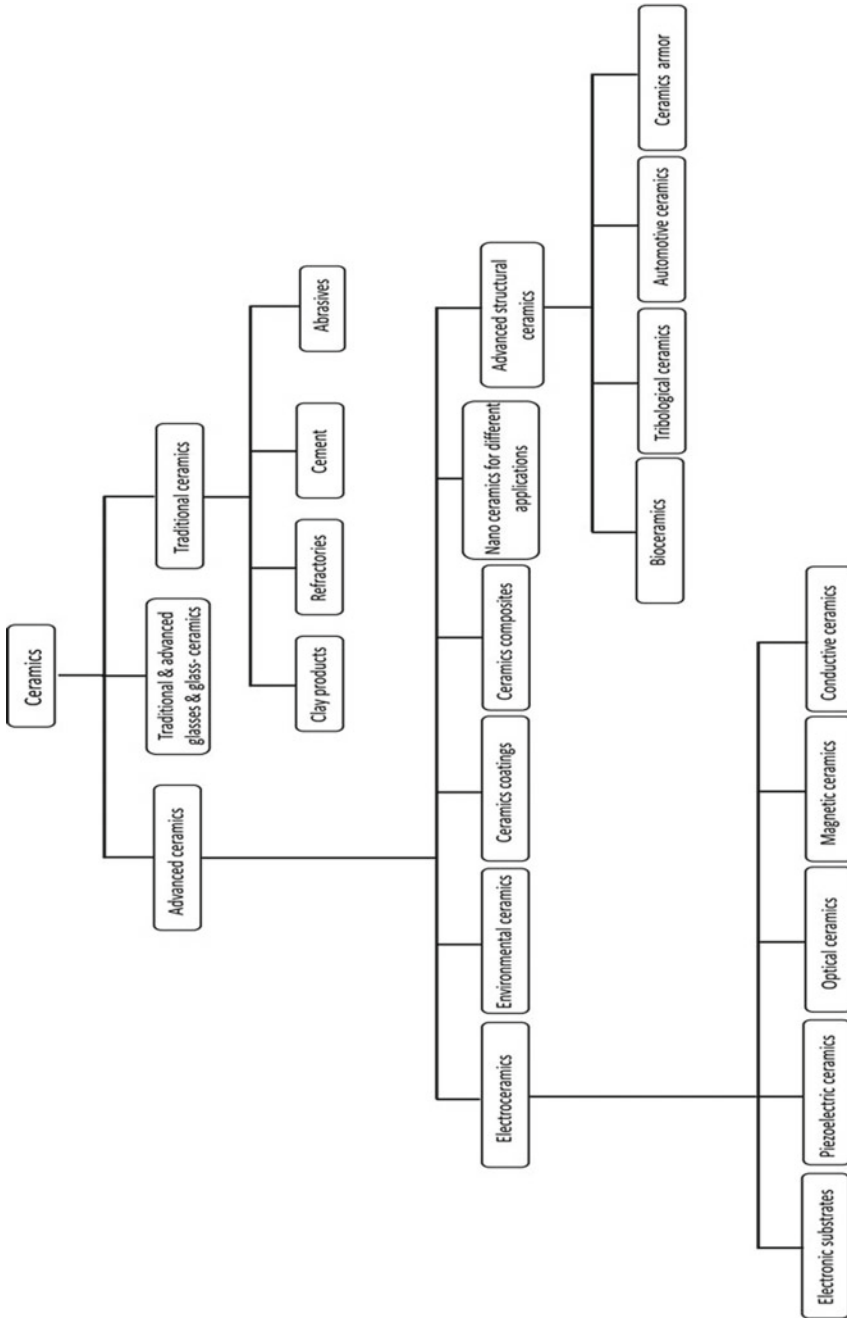 Ceramics
Advanced ceramics
Traditional & advanced
glasses & glass- ceramics
Traditional ceramics
Clay products
Refractories
Cement
Abrasives
Electroceramics
Environmental ceramics
Ceramics coatings
Ceramics composites
Nano ceramics for different
applications
Advanced structural
ceramics
Bioceramics
Tribological ceramics
Automotive ceramics
Ceramics armor
Electronic substrates
Piezoelectric ceramics
Optical ceramics
Magnetic ceramics
Conductive ceramics